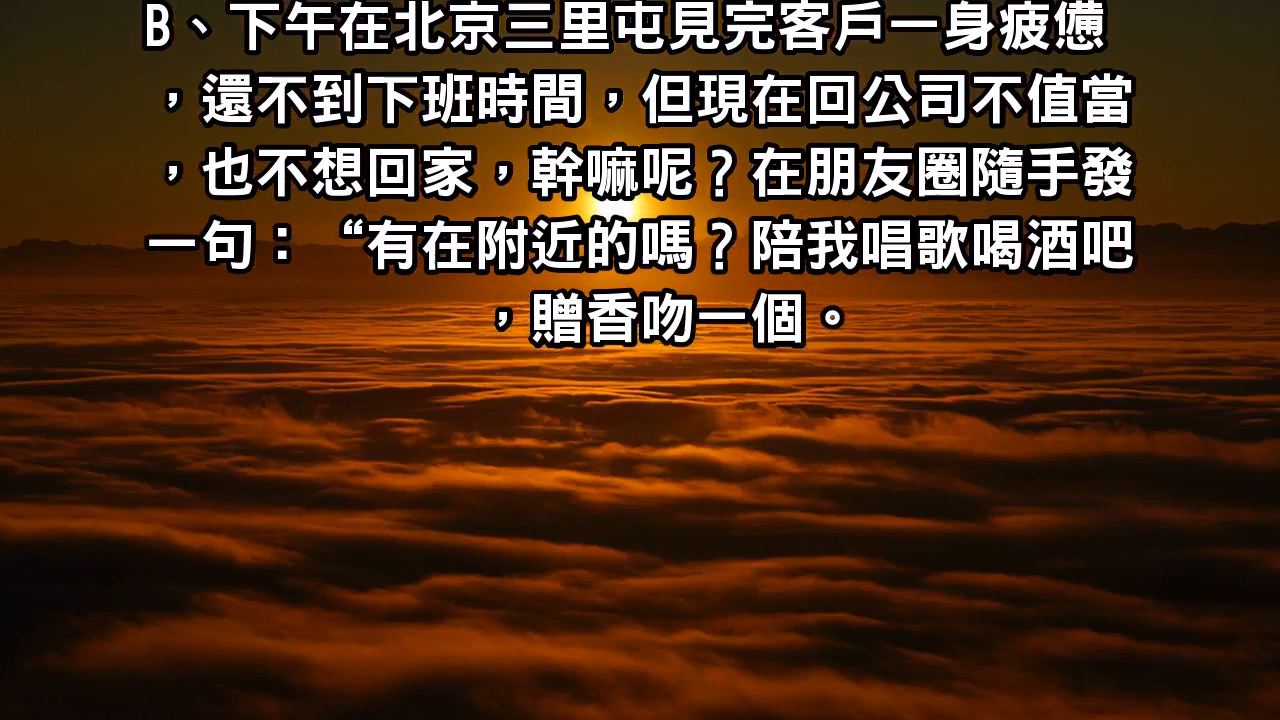 B、下午在北京三里屯見完客戶一身疲憊
，還不到下班時間，但現在回公司不值當
，也不想回家，幹嘛呢？在朋友圈隨手發
一句：“有在附近的嗎？陪我唱歌喝酒吧
，贈香吻一個。